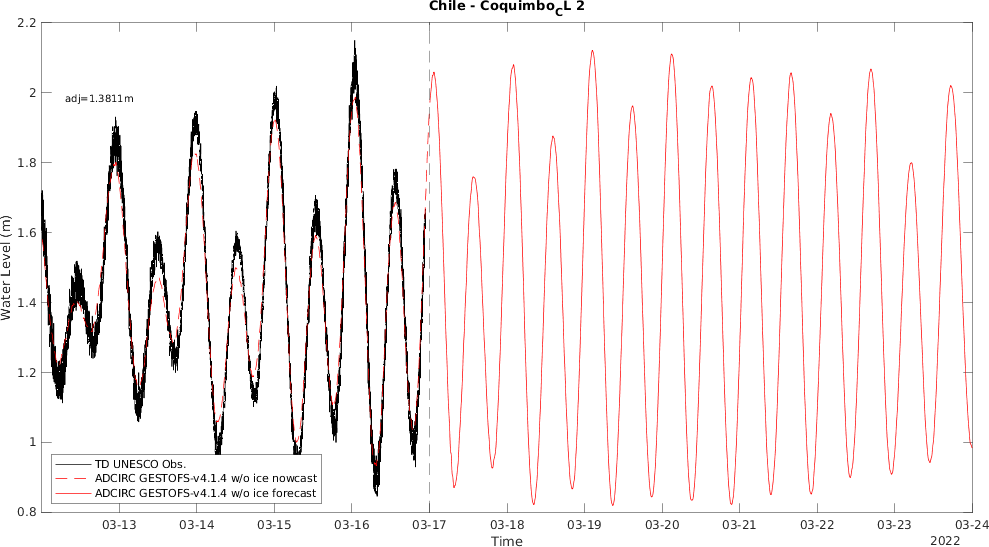 Chile - Coquimbo_CL 2
2.2
2
1.8
1.6
1.4
1.2
1
0.8
Water Level (m)
adj=1.3811m
TD UNESCO Obs.
ADCIRC GESTOFS-v4.1.4 w/o ice nowcast
ADCIRC GESTOFS-v4.1.4 w/o ice forecast
03-13 03-14 03-15 03-16 03-17 03-18 03-19 03-20 03-21 03-22 03-23 03-24
Time
2022